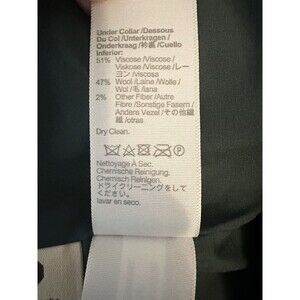 Under Collar /Dessous
Du Col /Unterkragen /
Onderkraag /衿裏 /Cuello
Inferior:
51% Viscose /Viscose/
Viskose /Viscose /レー
ヨン /viscosa
47% Wool /Laine /Wolle /
Wol /毛 /lana
2% Other Fiber /Autre
Fibre /Sonstige Fasern /
Andere Vezel /その他繊
維 /otras
Dry Clean.
P
Nettoyage À Sec.
Chemische Reinigung.
Chemisch Reinigen.
ドライクリーニングをして
ください。
lavar en seco.